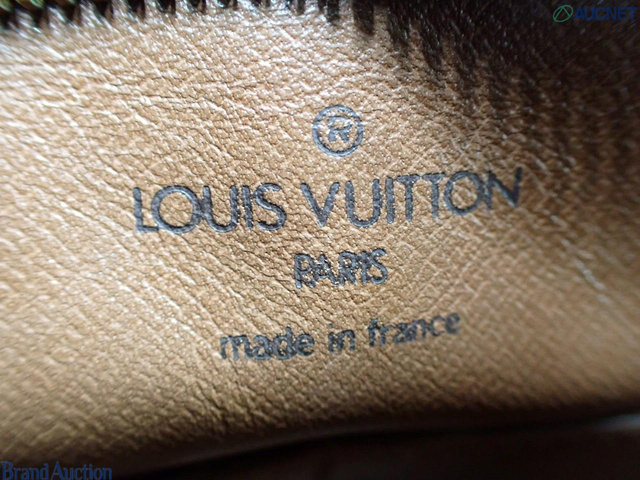 AUCNET
®
LOUIS VUITTON
PARIS
made in france
Brand Auction